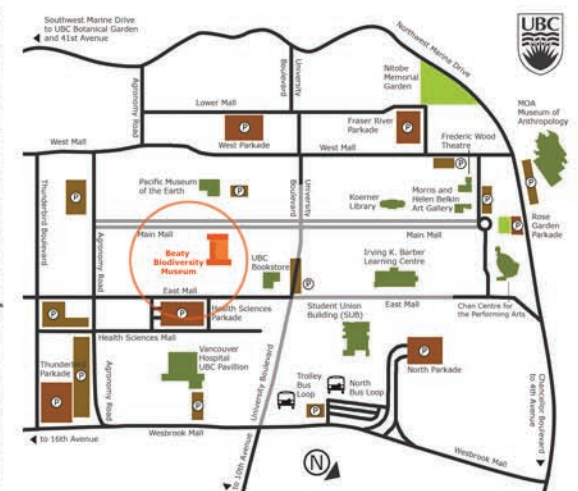 Southwest Marine Drive
to UBC Botanical Garden
and 41st Avenue
UBC
Northwest Marine Drive
University
Boulevard
Nitobe
Memorial
Garden
Agronomy Road
Lower Mall
MOA
Museum of
Anthropology
Fraser River
Parkade
P
P
West Parkade
Frederic Wood
Theatre
West Mall
West Mall
P
P
Thunderbird Boulevard
P
Pacific Museum
of the Earth
P
University
Boulevard
Koerner
Library
Morris and
Helen Belkin
Art Gallery
P
P
Rose
Garden
Parkade
Main Mall
Main Mall
Agronomy Road
Beaty
Biodiversity
Museum
UBC
Bookstore
Irving K. Barber
Learning Centre
P
East Mall
East Mall
Chan Centre for
the Performing Arts
P
P
Health Sciences
Parkade
Student Union
Building (SUB)
Health Sciences Mall
Vancouver
Hospital
UBC Pavilion
P
North Parkade
Thunderbird
Parkade
P
P
Agronomy Road
University Boulevard
Trolley
Bus
Loop
North
Bus Loop
P
P
Chancellor Boulevard
to 4th Avenue
to 16th Avenue
Wesbrook Mall
Wesbrook Mall
to 10th Avenue
N